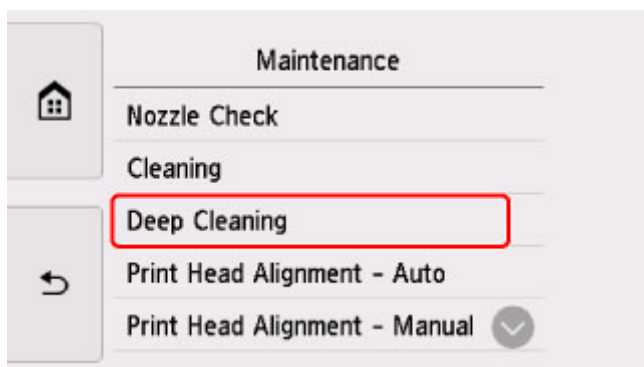 Maintenance
Nozzle Check
Cleaning
Deep Cleaning
Print Head Alignment - Auto
Print Head Alignment - Manual